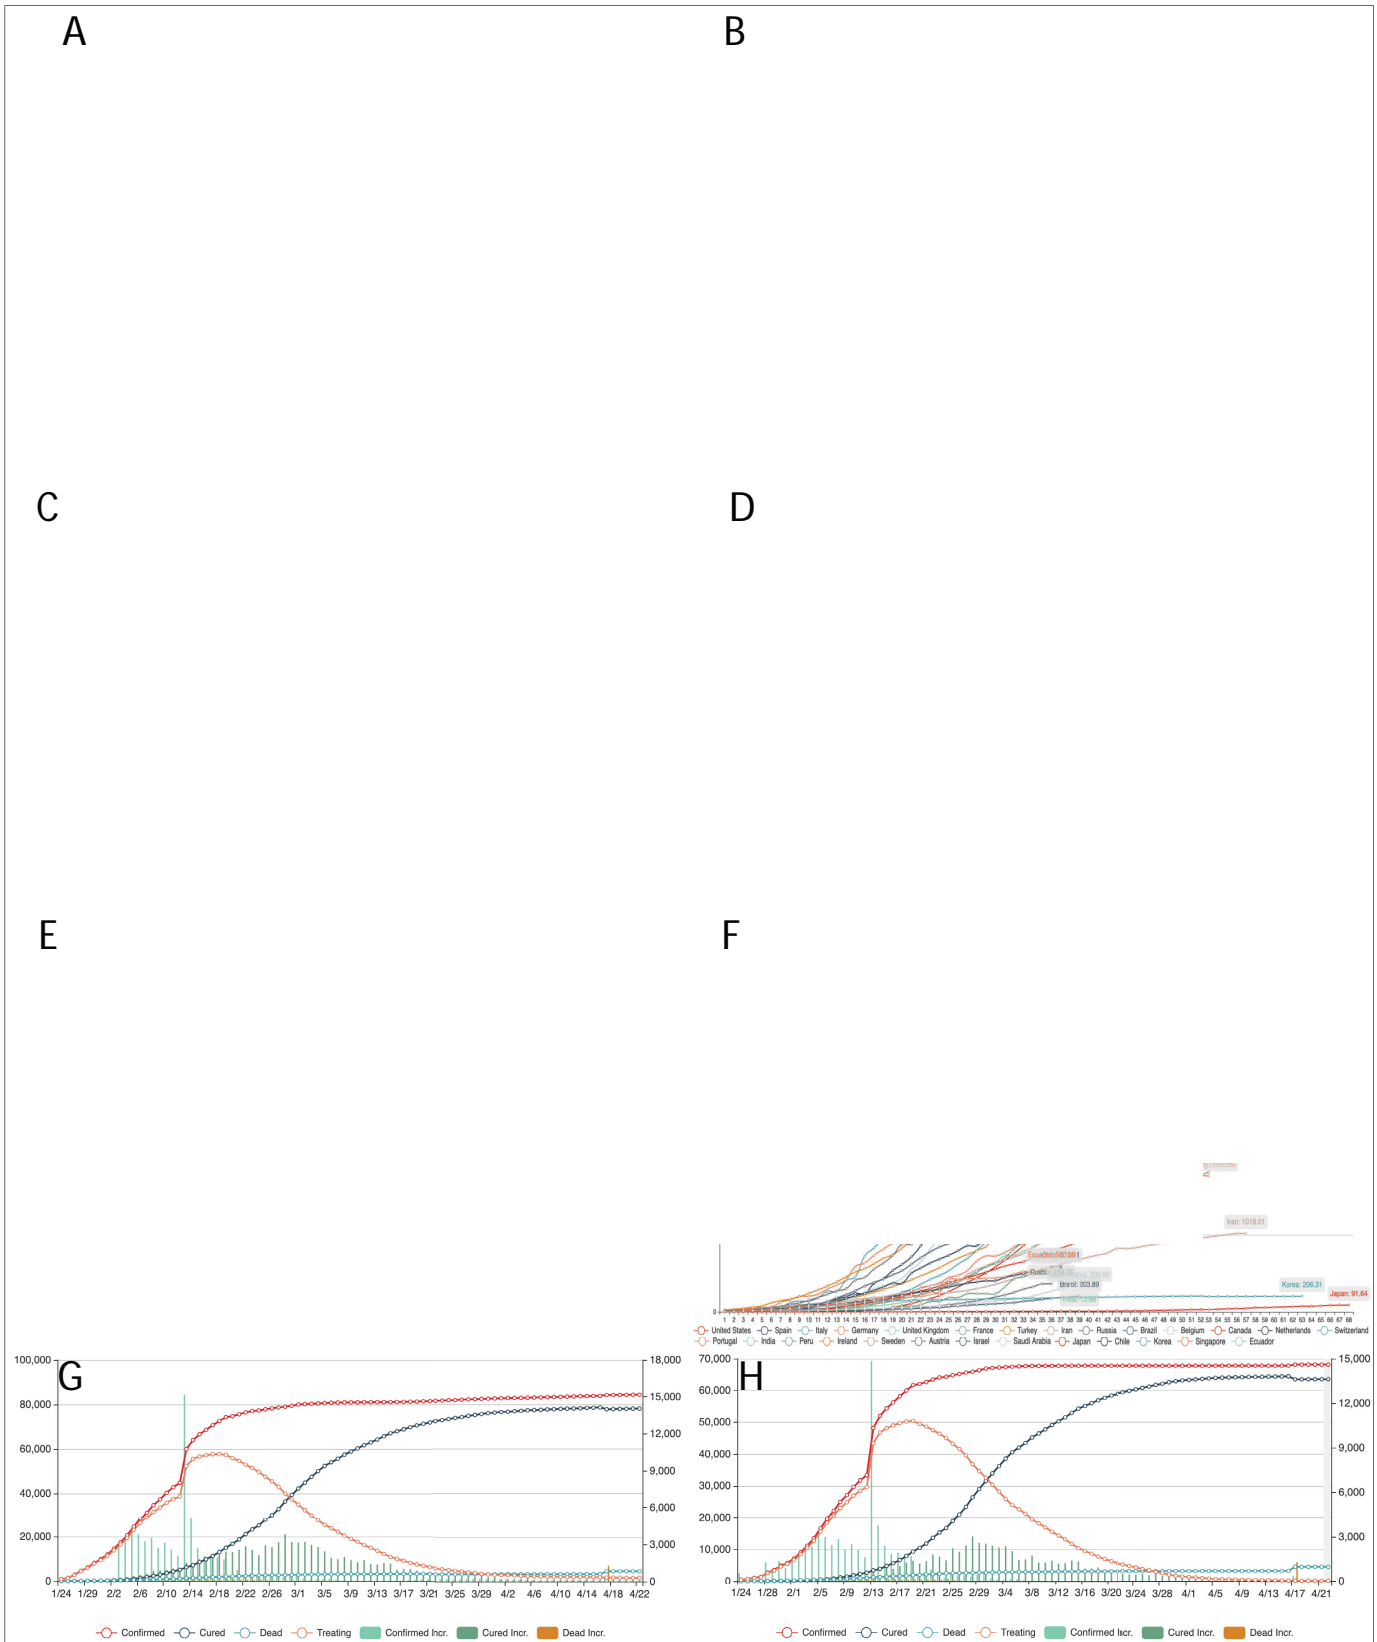 A B
C D
E F
Iran: 1018.01
Brasil: 203.89
Korea: 206.31
Japan: 91.64
0
1 2 3 4 5 6 7 8 9 10 11 12 13 14 15 16 17 18 19 20 21 22 23 24 25 26 27 28 29 30 31 32 33 34 35 36 37 38 39 40 41 42 43 44 45 46 47 48 49 50 51 52 53 54 55 56 57 58 59 60 61 62 63 64 65 66 67 68
United States Spain Italy Germany United Kingdom France Turkey Iran Russia Brazil Belgium Canada Netherlands Switzerland
Portugal India Peru Ireland Sweden Austria Israel Saudi Arabia Japan Chile Korea Singapore Ecuador
G
100,000 18,000
80,000 15,000
60,000 12,000
40,000 9,000
20,000 6,000
0 3,000
0
1/24 1/29 2/2 2/6 2/10 2/14 2/18 2/22 2/26 3/1 3/5 3/9 3/13 3/17 3/21 3/25 3/29 4/2 4/6 4/10 4/14 4/18 4/22
Confirmed Cured Dead Treating Confirmed Incr. Cured Incr. Dead Incr.
H
70,000 15,000
60,000 12,000
50,000 9,000
40,000 6,000
30,000 3,000
20,000 0
10,000
0
1/24 1/28 2/1 2/5 2/9 2/13 2/17 2/21 2/25 2/29 3/4 3/8 3/12 3/16 3/20 3/24 3/28 4/1 4/5 4/9 4/13 4/17 4/21
Confirmed Cured Dead Treating Confirmed Incr. Cured Incr. Dead Incr.